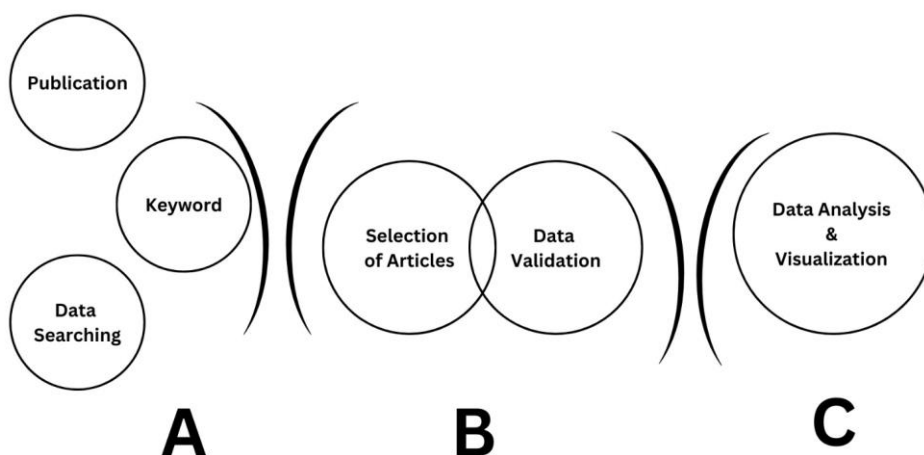 Publication
Keyword
Data
Searching
Selection
of Articles
Data
Validation
Data Analysis
&
Visualization
A
B
C